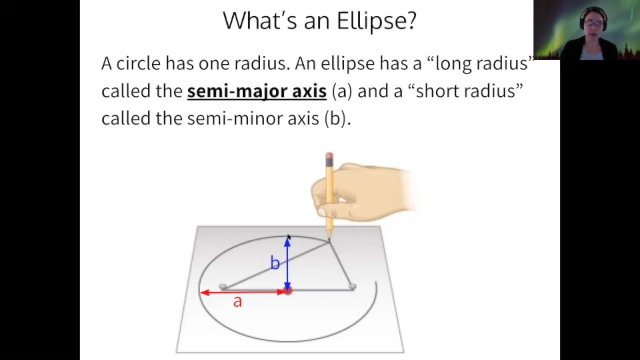 What's an Ellipse?
A circle has one radius. An ellipse has a “long radius”
called the semi-major axis (a) and a “short radius”
called the semi-minor axis (b).
b
a